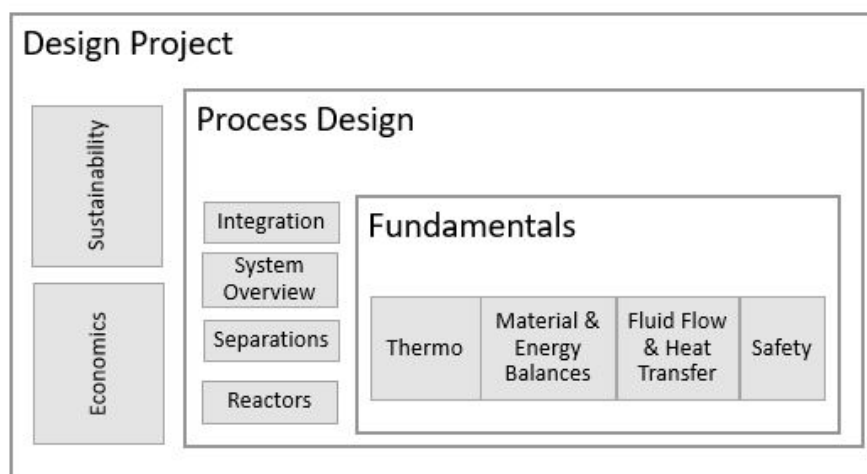 Design Project
Sustainability
Economics
Process Design
Integration
System
Overview
Separations
Reactors
Fundamentals
Thermo
Material &
Energy
Balances
Fluid Flow
& Heat
Transfer
Safety